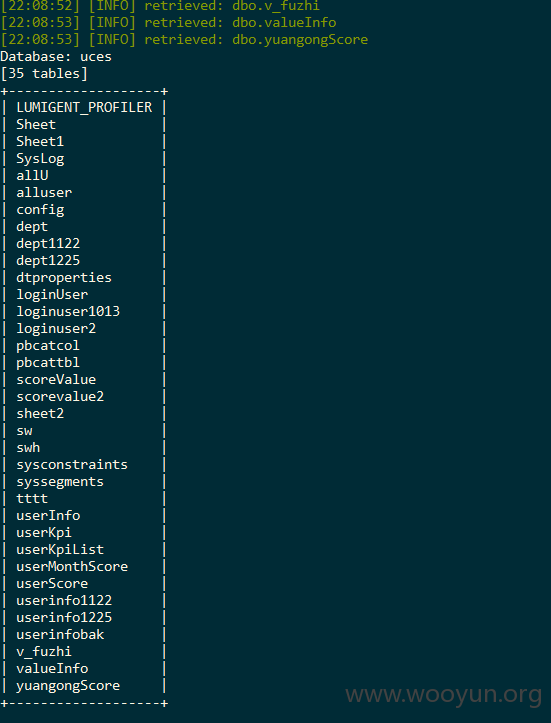 [22:08:52] [INFO] retrieved: dbo.v_fuzhi
[22:08:53] [INFO] retrieved: dbo.valueInfo
[22:08:53] [INFO] retrieved: dbo.yuangongScore
Database: uces
[35 tables]
+-------------------+
| LUMIGENT_PROFILER |
| Sheet             |
| Sheet1            |
| SysLog            |
| allU              |
| alluser           |
| config            |
| dept              |
| dept1122          |
| dept1225          |
| dtproperties      |
| loginUser         |
| loginuser1013     |
| loginuser2        |
| pbcatcol          |
| pbcattbl          |
| scoreValue        |
| scorevalue2       |
| sheet2            |
| sw                |
| swh               |
| sysconstraints    |
| syssegments       |
| tttt              |
| userInfo          |
| userKpi           |
| userKpiList       |
| userMonthScore    |
| userScore         |
| userinfo1122      |
| userinfo1225      |
| userinfobak       |
| v_fuzhi           |
| valueInfo         |
| yuangongScore     |
+-------------------+
www.wooyun.org